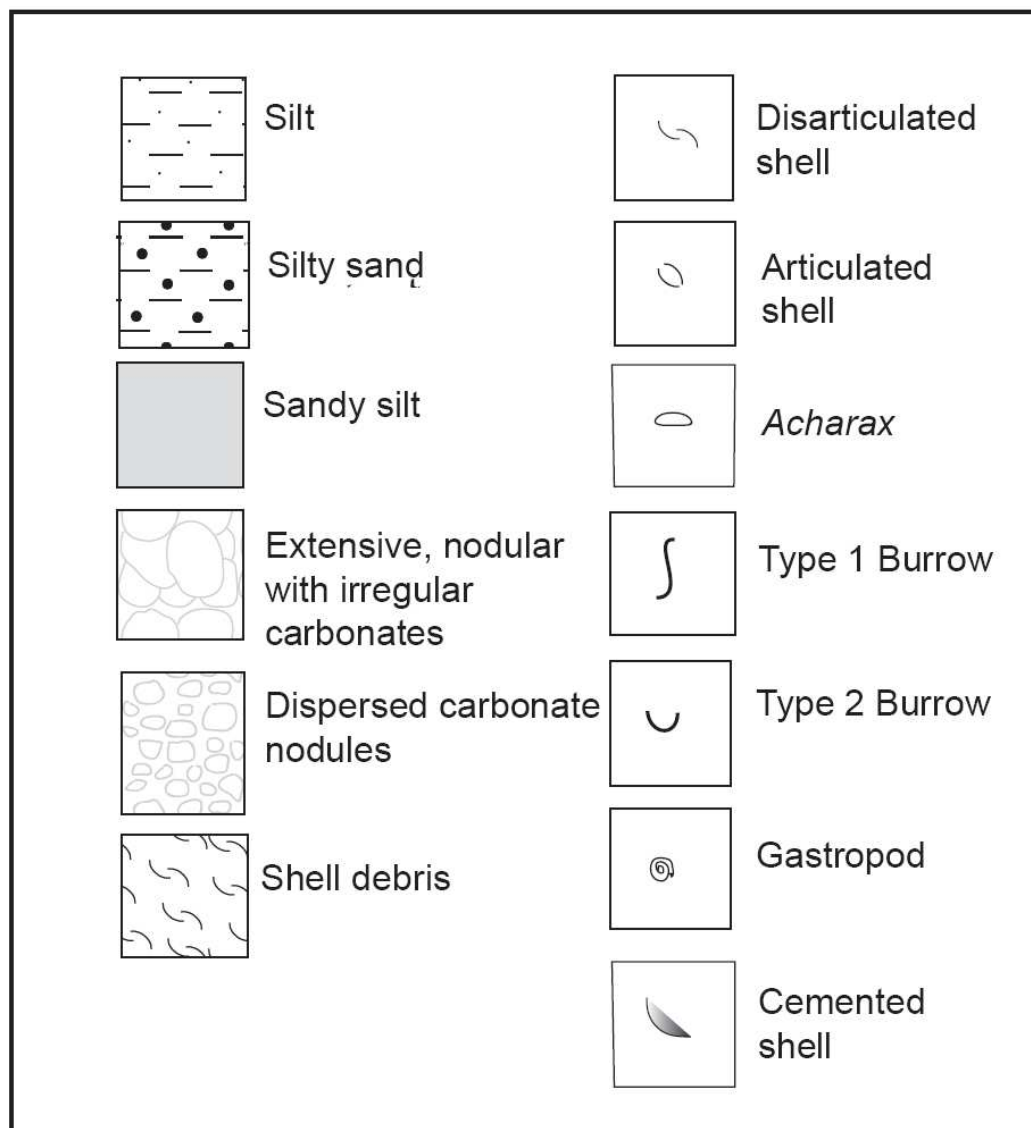 Silt
Silty sand
Sandy silt
Extensive, nodular
with irregular
carbonates
Dispersed carbonate
nodules
Shell debris
Disarticulated
shell
Articulated
shell
Acharax
Type 1 Burrow
Type 2 Burrow
Gastropod
Cemented
shell